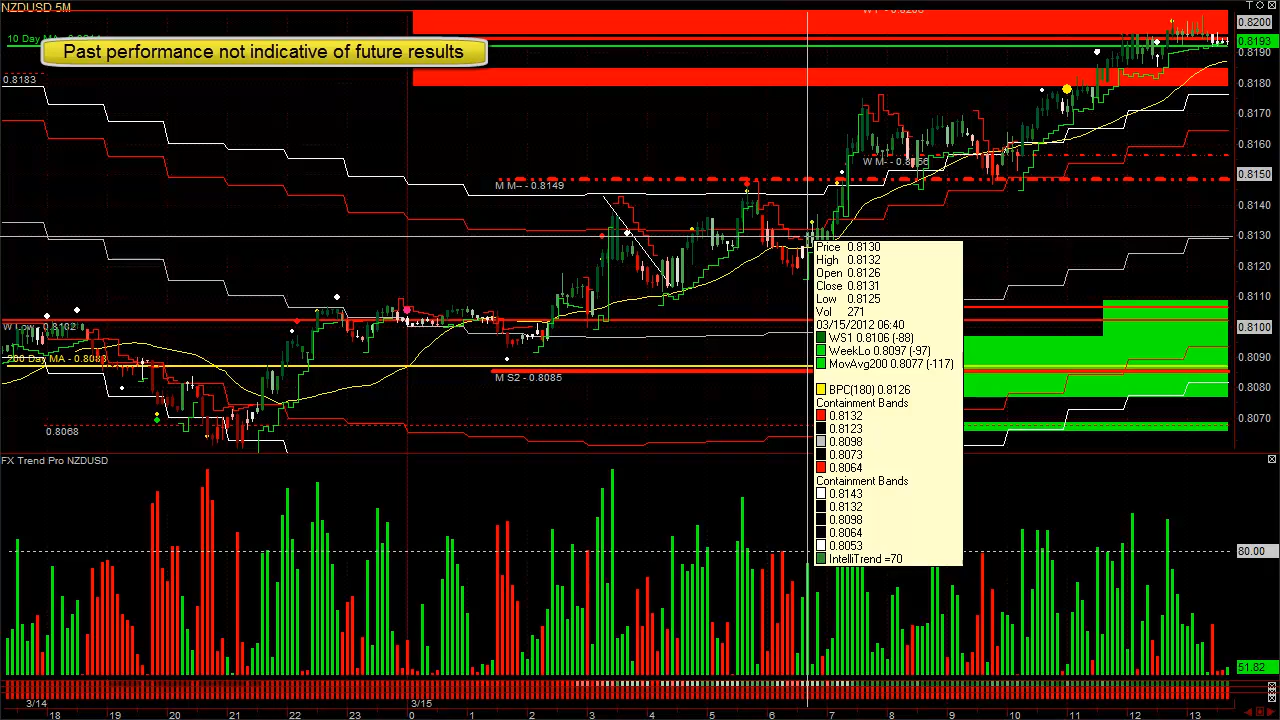 NZDUSD 5M
Past performance not indicative of future results
10 Day
0.8183
M M-- - 0.8149
W M-- - 0.8156
W Low - 0.8102
200 Day MA - 0.8088
M S2 - 0.8085
0.8068
Price 0.8130
High 0.8132
Open 0.8126
Close 0.8131
Low 0.8125
Vol 271
03/15/2012 06:40
WS1 0.8106 (-88)
WeekLo 0.8097 (-97)
MovAvg200 0.8077 (-117)
BPC(180) 0.8126
Containment Bands
0.8132
0.8123
0.8098
0.8073
0.8064
Containment Bands
0.8143
0.8132
0.8098
0.8064
0.8053
IntelliTrend =70
0.8200
0.8193
0.8190
0.8180
0.8170
0.8160
0.8150
0.8140
0.8130
0.8120
0.8110
0.8100
0.8090
0.8080
0.8070
FX Trend Pro NZDUSD
80.00
51.82
3/14 3/15
18 19 20 21 22 23 0 1 2 3 4 5 6 7 8 9 10 11 12 13